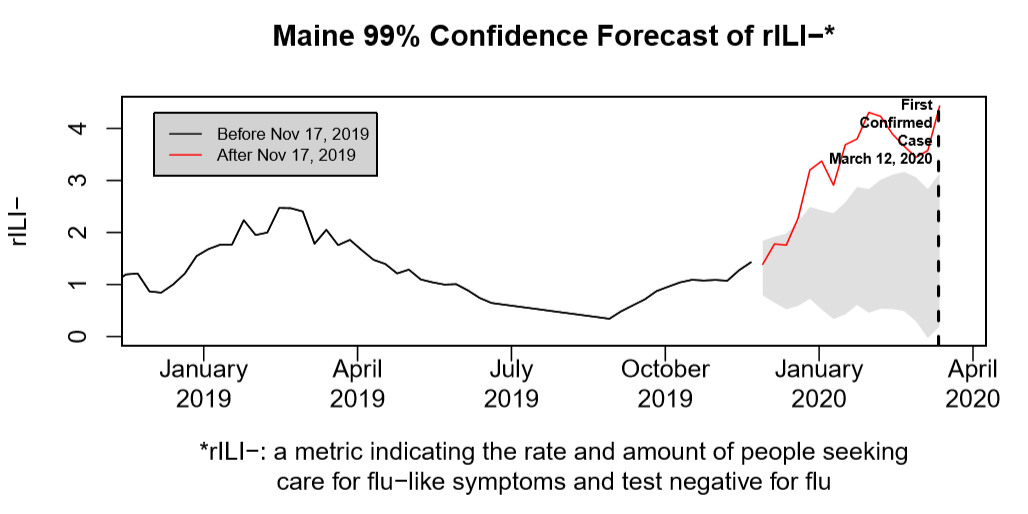 Maine 99% Confidence Forecast of rILI−*
rILI−
4
3
2
1
0
Before Nov 17, 2019
After Nov 17, 2019
First
Confirmed
Case
March 12, 2020
January
2019
April
2019
July
2019
October
2019
January
2020
April
2020
*rILI−: a metric indicating the rate and amount of people seeking
care for flu−like symptoms and test negative for flu